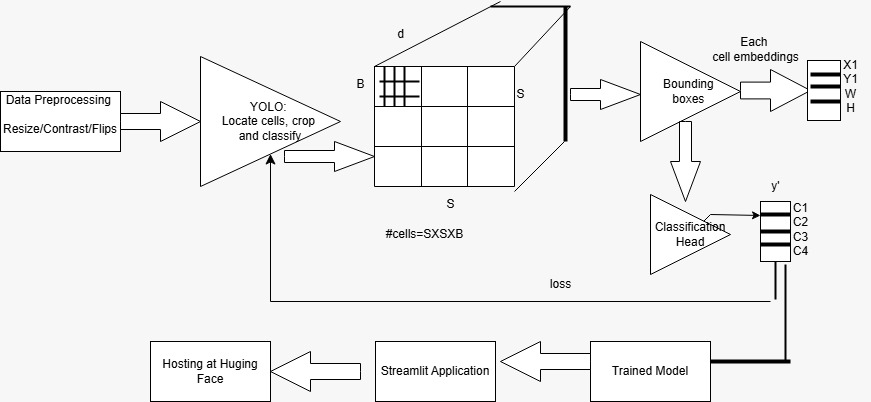 d
Each
cell embeddings
B
S
X1
Y1
W
H
Data Preprocessing
Resize/Contrast/Flips
YOLO:
Locate cells, crop
and classify
Bounding
boxes
S
#cells=SXSXB
y'
Classification
Head
C1
C2
C3
C4
loss
Hosting at Huging
Face
Streamlit Application
Trained Model